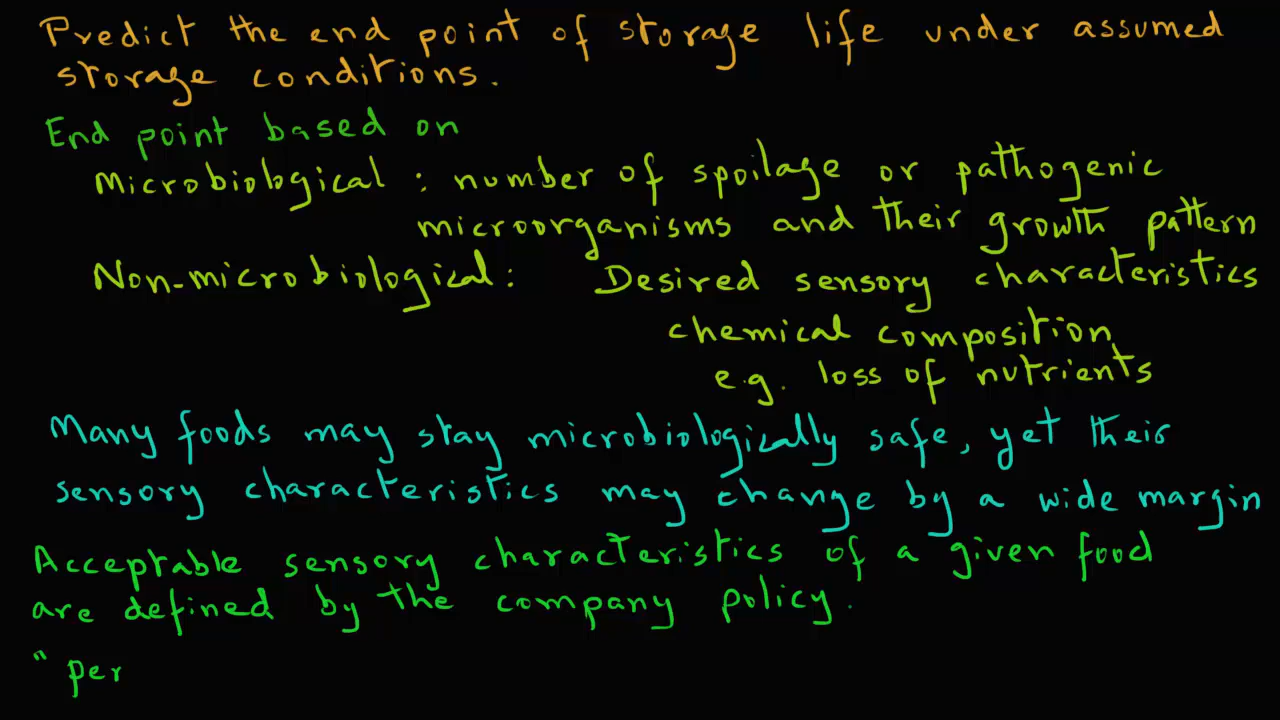 Predict the end point of storage life under assumed
storage conditions.
End point based on
Microbiological : number of spoilage or pathogenic
microorganisms and their growth pattern
Non-microbiological : Desired sensory characteristics
chemical composition
e.g. loss of nutrients
Many foods may stay microbiologically safe, yet their
sensory characteristics may change by a wide margin
Acceptable sensory characteristics of a given food
are defined by the company policy.
" per